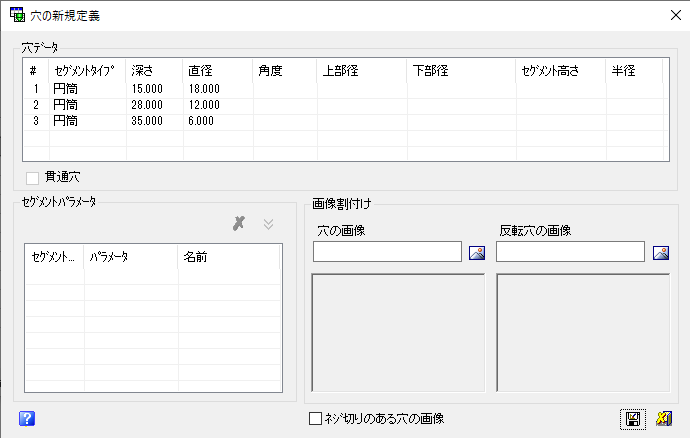 穴の新規定義
穴データ
# セグメントタイプ 深さ 直径 角度 上部径 下部径 セグメント高さ 半径
1 円筒 15.000 18.000
2 円筒 28.000 12.000
3 円筒 35.000 6.000
貫通穴
セグメントパラメータ
セグメント... パラメータ 名前
画像割付け
穴の画像 反転穴の画像
?
ネジ切りのある穴の画像